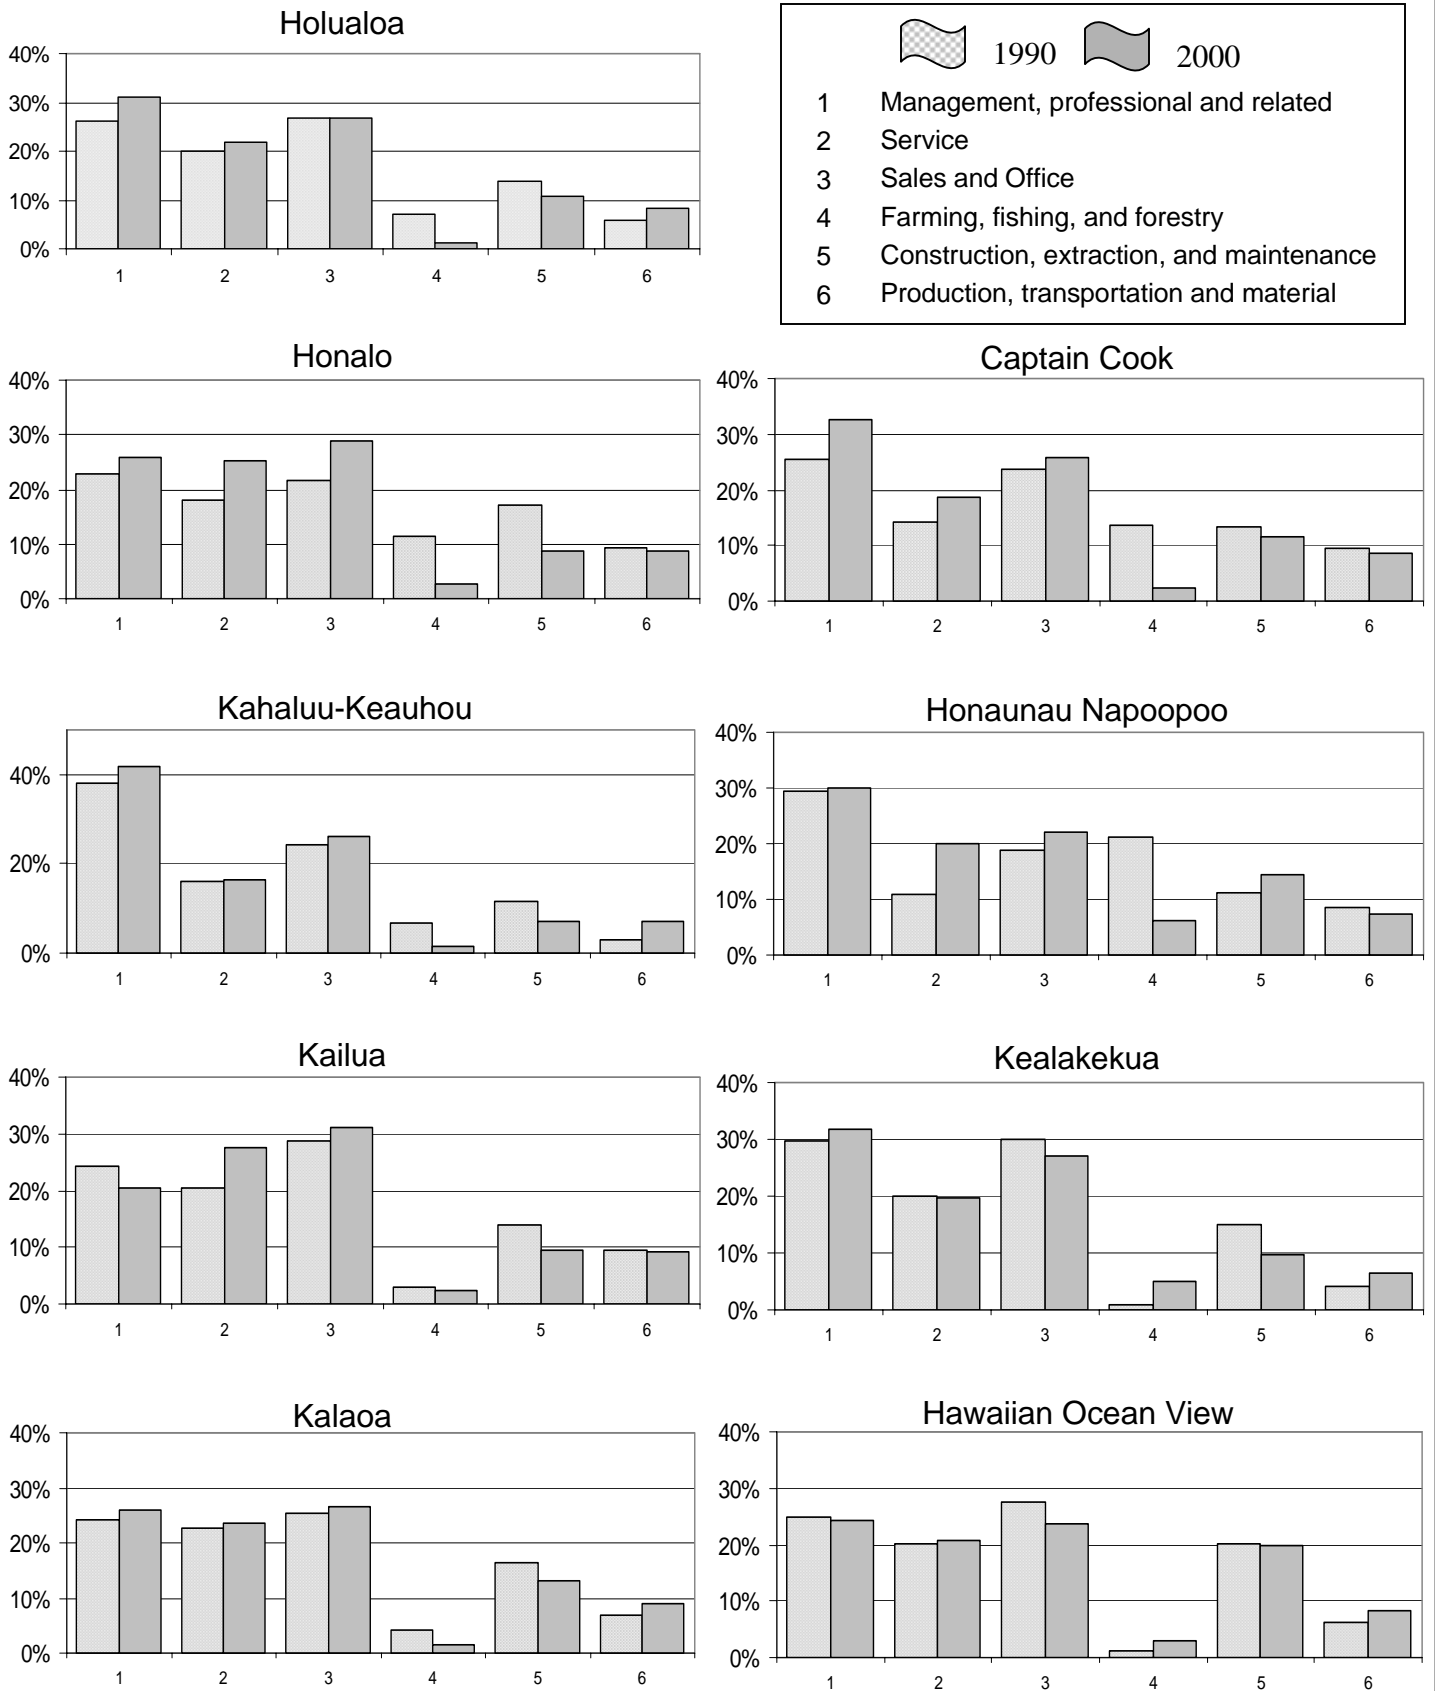 Holualoa
40%
30%
20%
10%
0%
1 2 3 4 5 6
1990 2000
1 Management, professional and related
2 Service
3 Sales and Office
4 Farming, fishing, and forestry
5 Construction, extraction, and maintenance
6 Production, transportation and material
Honalo
40%
30%
20%
10%
0%
1 2 3 4 5 6
Captain Cook
40%
30%
20%
10%
0%
1 2 3 4 5 6
Kahaluu-Keauhou
40%
20%
0%
1 2 3 4 5 6
Honaunau Napoopoo
40%
30%
20%
10%
0%
1 2 3 4 5 6
Kailua
40%
30%
20%
10%
0%
1 2 3 4 5 6
Kealakekua
40%
30%
20%
10%
0%
1 2 3 4 5 6
Kalaoa
40%
30%
20%
10%
0%
1 2 3 4 5 6
Hawaiian Ocean View
40%
30%
20%
10%
0%
1 2 3 4 5 6